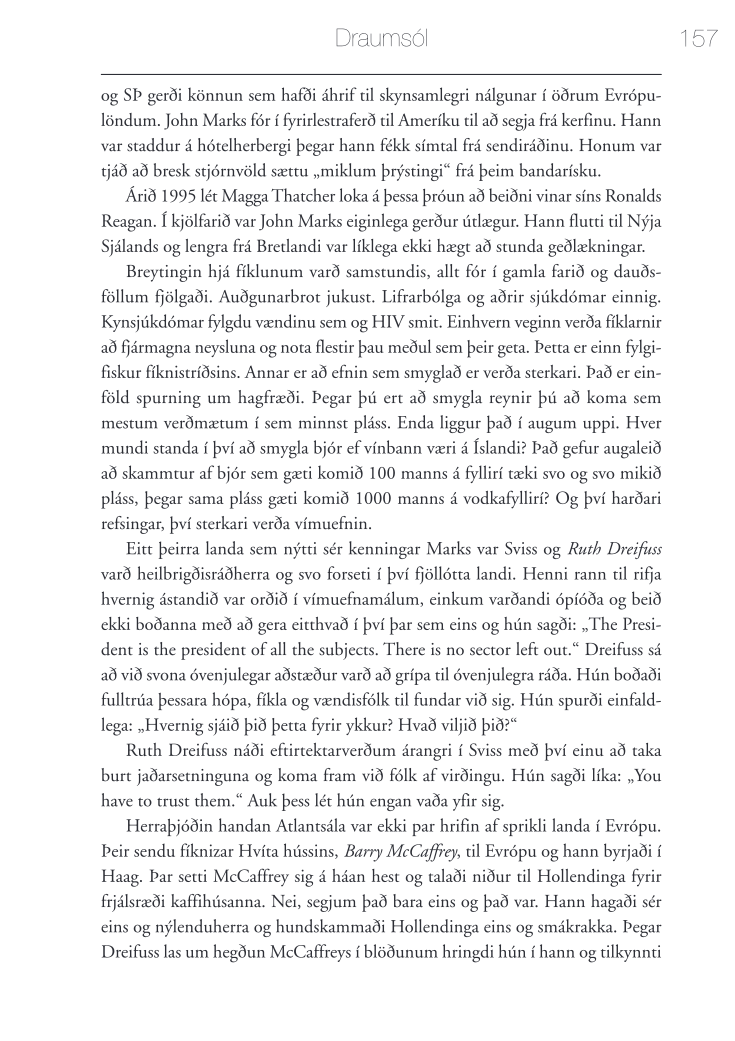 Draumsól 157
og SÞ gerði könnun sem hafði áhrif til skynsamlegri nálgunar í öðrum Evrópu-
löndum. John Marks fór í fyrirlestraferð til Ameríku til að segja frá kerfinu. Hann
var staddur á hótelherbergi þegar hann fékk símtal frá sendiráðinu. Honum var
tjáð að bresk stjórnvöld sættu „miklum þrýstingi“ frá þeim bandarísku.
Árið 1995 lét Magga Thatcher loka á þessa þróun að beiðni vinar síns Ronalds
Reagan. Í kjölfarið var John Marks eiginlega gerður útlægur. Hann flutti til Nýja
Sjálands og lengra frá Bretlandi var líklega ekki hægt að stunda geðlækningar.
Breytingin hjá fíklunum varð samstundis, allt fór í gamla farið og dauðs-
föllum fjölgaði. Auðgunarbrot jukust. Lifrarbólga og aðrir sjúkdómar einnig.
Kynsjúkdómar fylgdu vændinu sem og HIV smit. Einhvern veginn verða fíklarnir
að fjármagna neysluna og nota flestir þau meðul sem þeir geta. Þetta er einn fylgi-
fiskur fíknistríðsins. Annar er að efnin sem smyglað er verða sterkari. Það er ein-
föld spurning um hagfræði. Þegar þú ert að smygla reynir þú að koma sem
mestum verðmætum í sem minnst pláss. Enda liggur það í augum uppi. Hver
mundi standa í því að smygla bjór ef vínbann væri á Íslandi? Það gefur augaleið
að skammtur af bjór sem gæti komið 100 manns á fyllirí tæki svo og svo mikið
pláss, þegar sama pláss gæti komið 1000 manns á vodkafyllirí? Og því harðari
refsingar, því sterkari verða vímuefnin.
Eitt þeirra landa sem nýtti sér kenningar Marks var Sviss og Ruth Dreifuss
varð heilbrigðisráðherra og svo forseti í því fjöllótta landi. Henni rann til rifja
hvernig ástandið var orðið í vímuefnamálum, einkum varðandi ópíóða og beið
ekki boðanna með að gera eitthvað í því þar sem eins og hún sagði: „The Presi-
dent is the president of all the subjects. There is no sector left out.“ Dreifuss sá
að við svona óvenjulegar aðstæður varð að grípa til óvenjulegra ráða. Hún boðaði
fulltrúa þessara hópa, fíkla og vændisfólk til fundar við sig. Hún spurði einfald-
lega: „Hvernig sjáið þið þetta fyrir ykkur? Hvað viljið þið?“
Ruth Dreifuss náði eftirtektarverðum árangri í Sviss með því einu að taka
burt jaðarsetninguna og koma fram við fólk af virðingu. Hún sagði líka: „You
have to trust them.“ Auk þess lét hún engan vaða yfir sig.
Herraþjóðin handan Atlantsála var ekki par hrifin af sprikli landa í Evrópu.
Þeir sendu fíknizar Hvíta hússins, Barry McCaffrey, til Evrópu og hann byrjaði í
Haag. Þar setti McCaffrey sig á háan hest og talaði niður til Hollendinga fyrir
frjálsræði kaffihúsanna. Nei, segjum það bara eins og það var. Hann hagaði sér
eins og nýlenduherra og hundskammaði Hollendinga eins og smákrakka. Þegar
Dreifuss las um hegðun McCaffreys í blöðunum hringdi hún í hann og tilkynnti